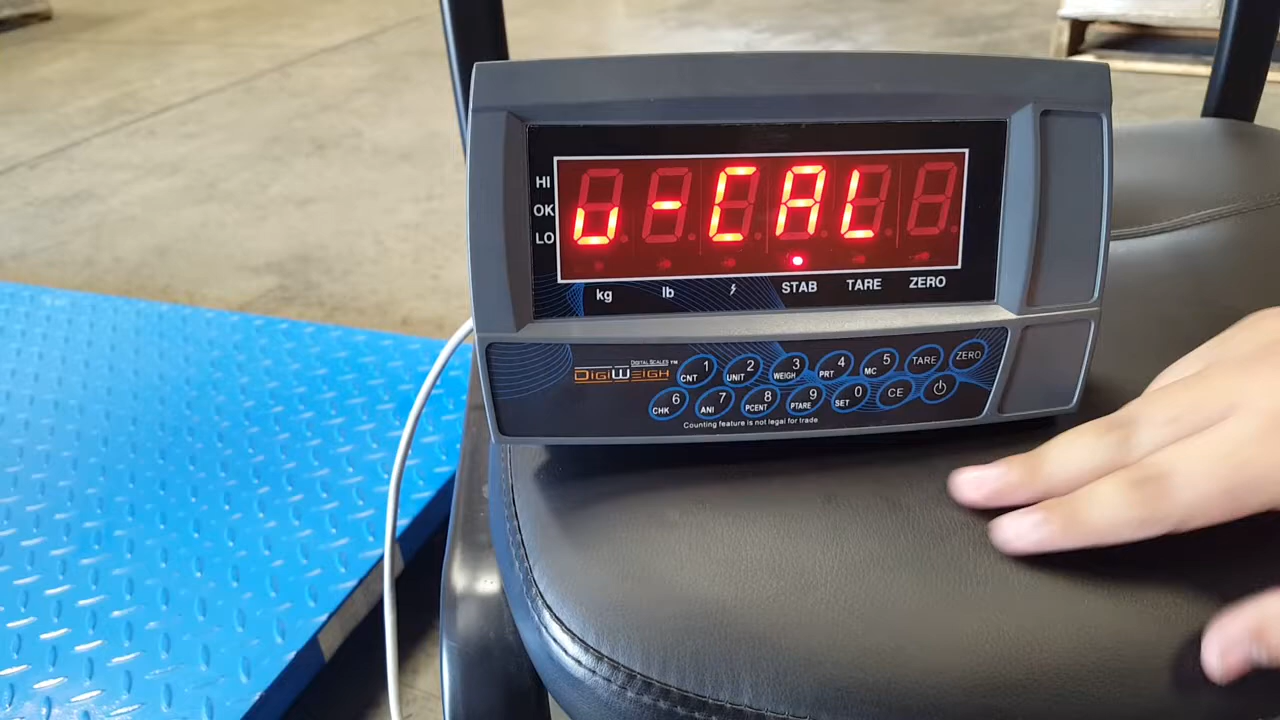 HI
OK
LO
u-CAL
kg lb ⚡ STAB TARE ZERO
DIGITAL SCALES ™
DIGIWEIGH
CNT 1 UNIT 2 WEIGH 3 PRT 4 MC 5 TARE ZERO
CHK 6 ANI 7 PCENT 8 PTARE 9 SET 0 CE
Counting feature is not legal for trade